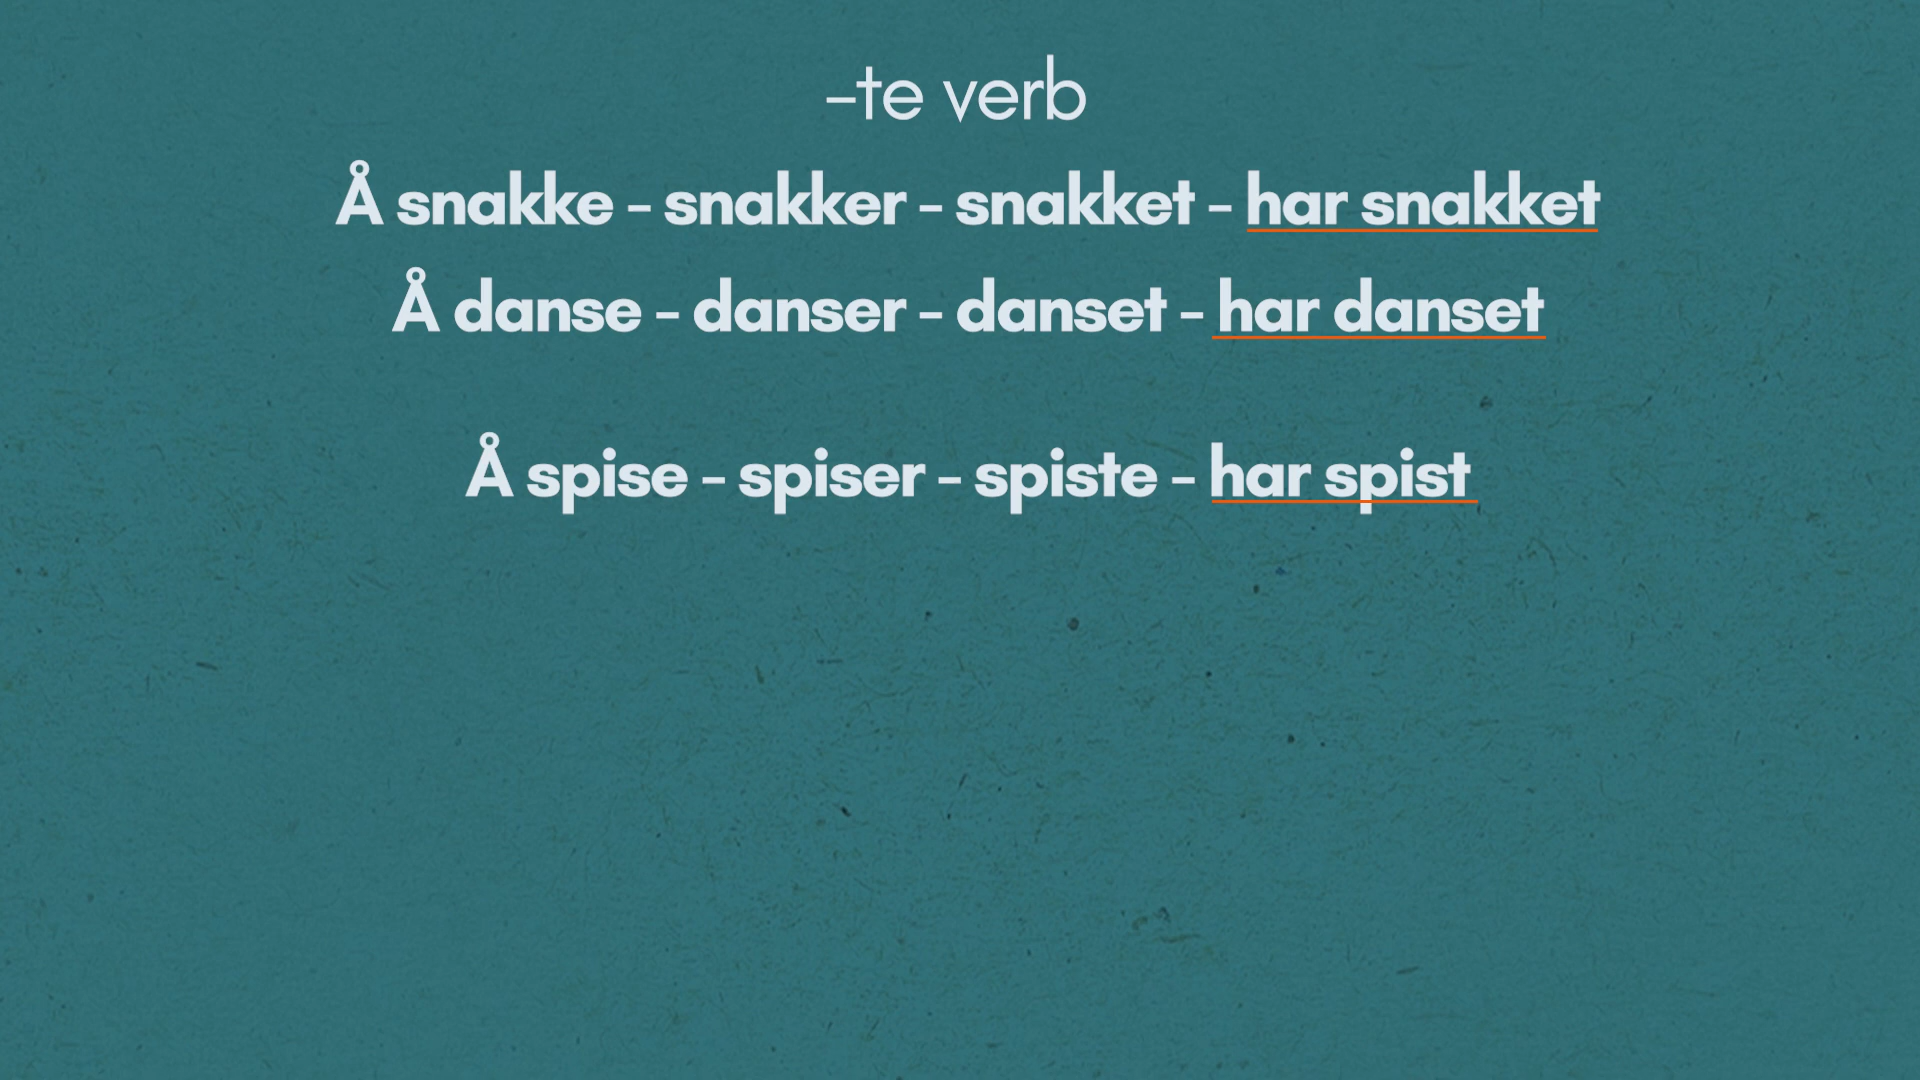 -te verb
Å snakke - snakker - snakket - har snakket
Å danse - danser - danset - har danset
Å spise - spiser - spiste - har spist